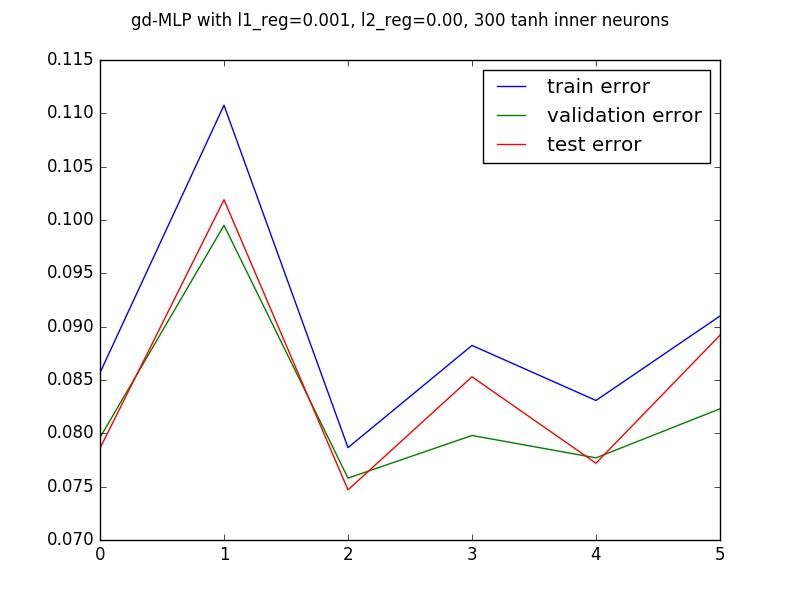 gd-MLP with l1_reg=0.001, l2_reg=0.00, 300 tanh inner neurons
0.115
0.110
0.105
0.100
0.095
0.090
0.085
0.080
0.075
0.070
train error
validation error
test error
0 1 2 3 4 5